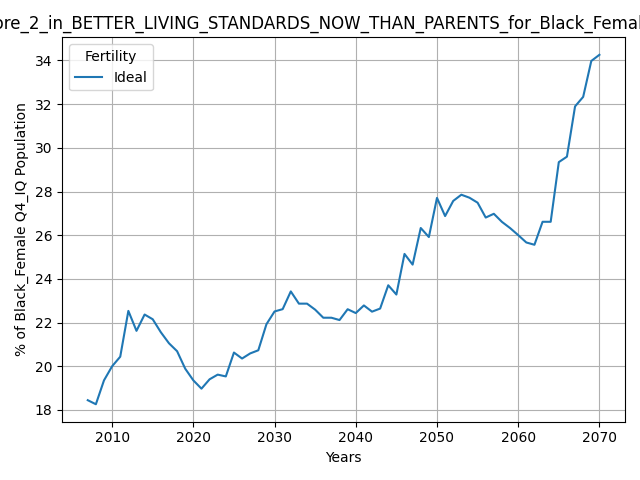 ore_2_in_BETTER_LIVING_STANDARDS_NOW_THAN_PARENTS_for_Black_Femal
Fertility
Ideal
% of Black_Female Q4_IQ Population
34
32
30
28
26
24
22
20
18
2010 2020 2030 2040 2050 2060 2070
Years